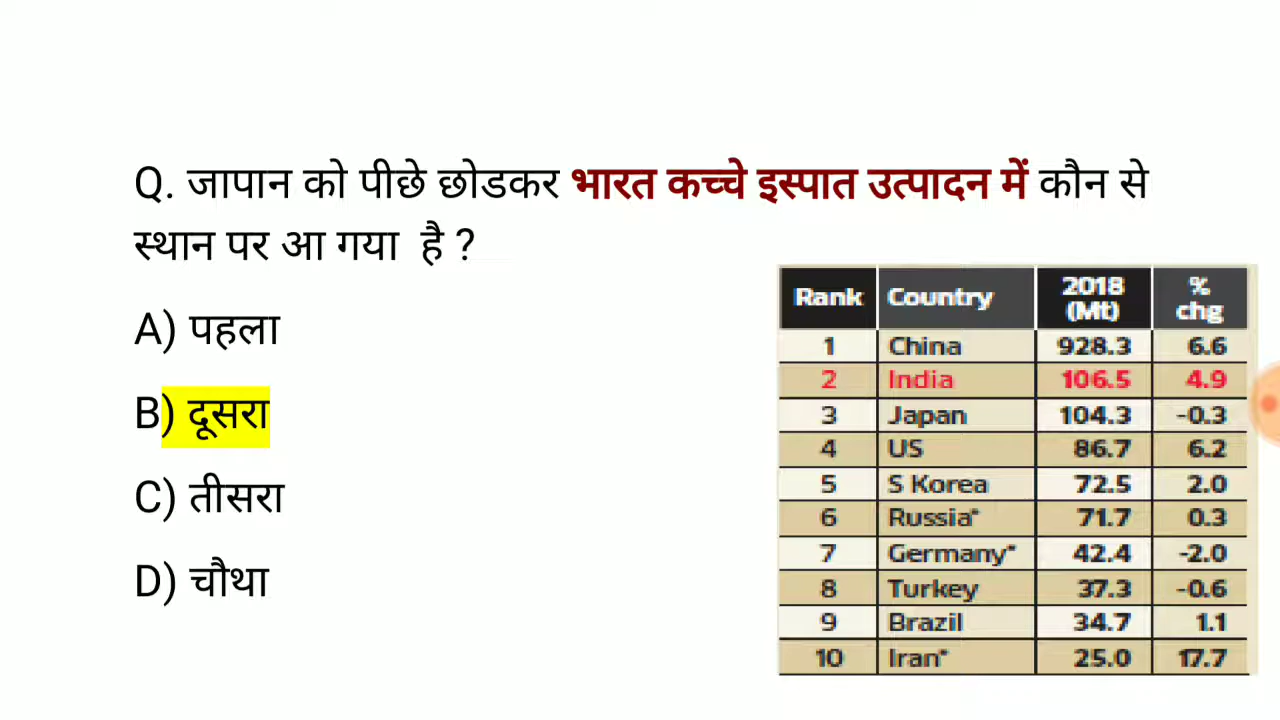 Q. जापान को पीछे छोडकर भारत कच्चे इस्पात उत्पादन में कौन से
स्थान पर आ गया है ?
A) पहला
B) दूसरा
C) तीसरा
D) चौथा
Rank Country 2018 (Mt) % chg
1 China 928.3 6.6
2 India 106.5 4.9
3 Japan 104.3 -0.3
4 US 86.7 6.2
5 S Korea 72.5 2.0
6 Russia* 71.7 0.3
7 Germany* 42.4 -2.0
8 Turkey 37.3 -0.6
9 Brazil 34.7 1.1
10 Iran* 25.0 17.7